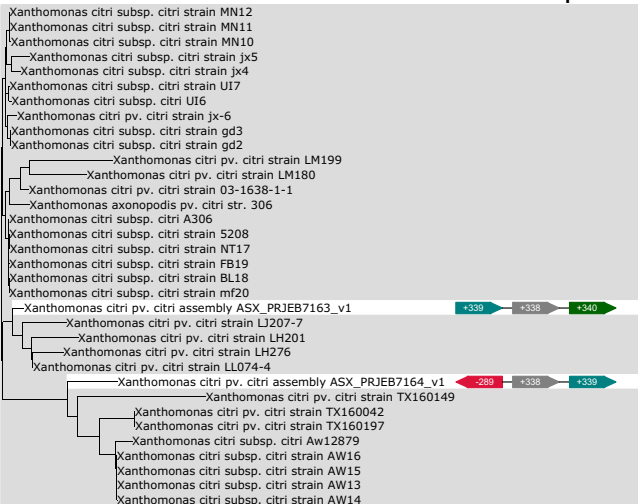 Xanthomonas citri subsp. citri strain MN12
Xanthomonas citri subsp. citri strain MN11
Xanthomonas citri subsp. citri strain MN10
Xanthomonas citri subsp. citri strain jx5
Xanthomonas citri subsp. citri strain jx4
Xanthomonas citri subsp. citri strain UI7
Xanthomonas citri subsp. citri UI6
Xanthomonas citri pv. citri strain jx-6
Xanthomonas citri subsp. citri strain gd3
Xanthomonas citri subsp. citri strain gd2
Xanthomonas citri pv. citri strain LM199
Xanthomonas citri pv. citri strain LM180
Xanthomonas citri pv. citri strain 03-1638-1-1
Xanthomonas axonopodis pv. citri str. 306
Xanthomonas citri subsp. citri A306
Xanthomonas citri subsp. citri strain 5208
Xanthomonas citri subsp. citri strain NT17
Xanthomonas citri subsp. citri strain FB19
Xanthomonas citri subsp. citri strain BL18
Xanthomonas citri subsp. citri strain mf20
Xanthomonas citri pv. citri assembly ASX_PRJEB7163_v1 +339 +338 +340
Xanthomonas citri pv. citri strain LJ207-7
Xanthomonas citri pv. citri strain LH201
Xanthomonas citri pv. citri strain LH276
Xanthomonas citri pv. citri strain LL074-4
Xanthomonas citri pv. citri assembly ASX_PRJEB7164_v1 -289 +338 +339
Xanthomonas citri pv. citri strain TX160149
Xanthomonas citri pv. citri strain TX160042
Xanthomonas citri pv. citri strain TX160197
Xanthomonas citri subsp. citri Aw12879
Xanthomonas citri subsp. citri strain AW16
Xanthomonas citri subsp. citri strain AW15
Xanthomonas citri subsp. citri strain AW13
Xanthomonas citri subsp. citri strain AW14